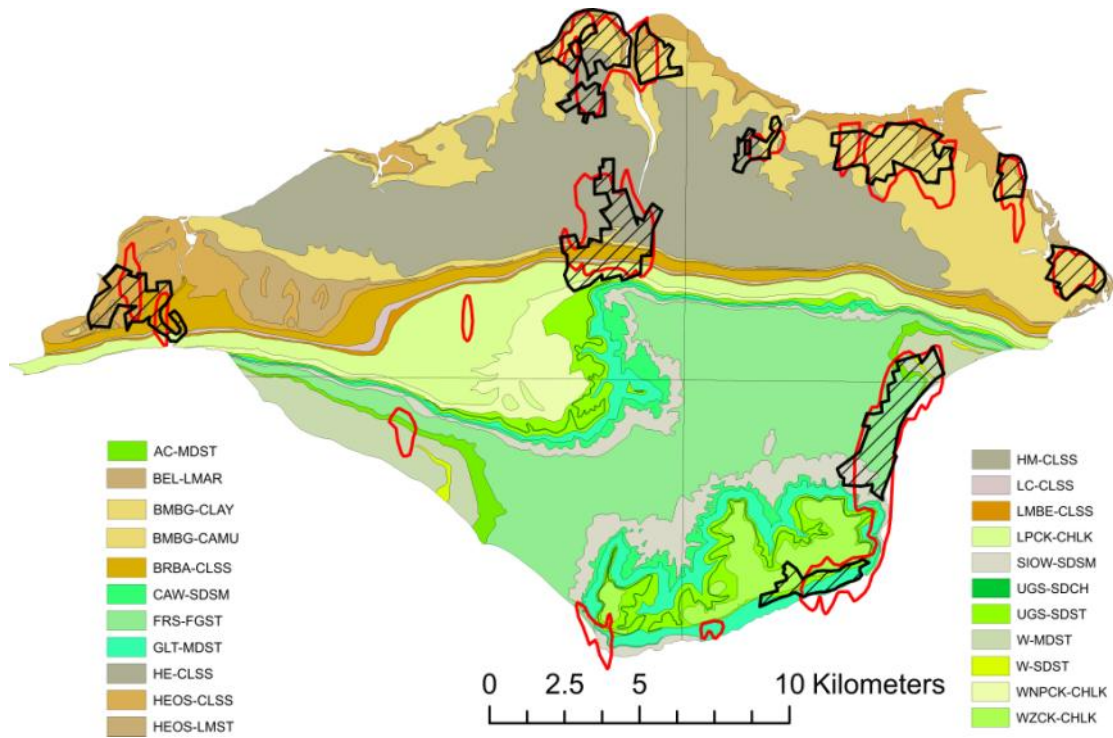 AC-MDST
BEL-LMAR
BMBG-CLAY
BMBG-CAMU
BRBA-CLSS
CAW-SDSM
FRS-FGST
GLT-MDST
HE-CLSS
HEOS-CLSS
HEOS-LMST
0 2.5 5 10 Kilometers
HM-CLSS
LC-CLSS
LMBE-CLSS
LPCK-CHLK
SIOW-SDSM
UGS-SDCH
UGS-SDST
W-MDST
W-SDST
WNPCK-CHLK
WZCK-CHLK